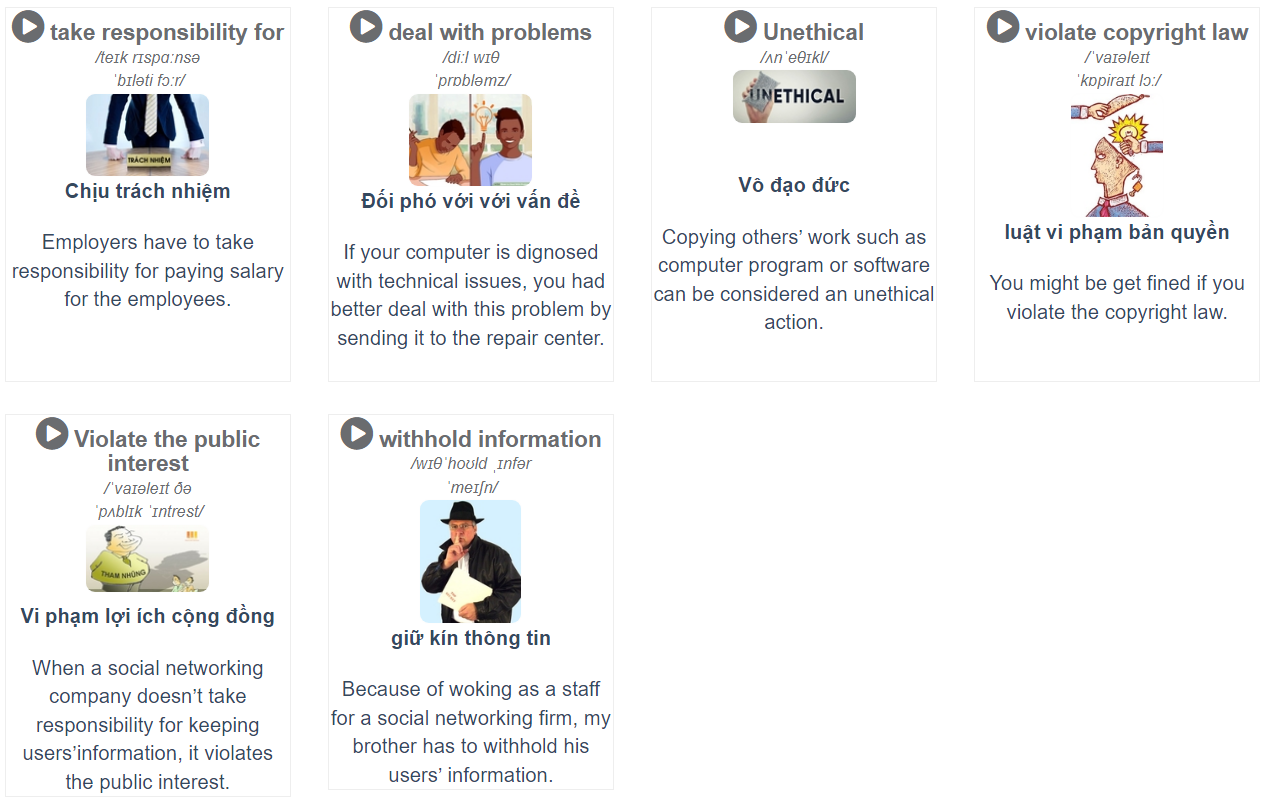 take responsibility for
/teɪk rɪspɑːnsə
ˈbɪləti fɔːr/
TRÁCH NHIỆM
Chịu trách nhiệm
Employers have to take
responsibility for paying salary
for the employees.
deal with problems
/diːl wɪθ
ˈprɒbləmz/
Đối phó với với vấn đề
If your computer is dignosed
with technical issues, you had
better deal with this problem by
sending it to the repair center.
Unethical
/ʌnˈeθɪkl/
UNETHICAL
Vô đạo đức
Copying others’ work such as
computer program or software
can be considered an unethical
action.
violate copyright law
/ˈvaɪəleɪt
ˈkɒpiraɪt lɔː/
luật vi phạm bản quyền
You might be get fined if you
violate the copyright law.
Violate the public
interest
/ˈvaɪəleɪt ðə
ˈpʌblɪk ˈɪntrest/
THAM NHŨNG
Vi phạm lợi ích cộng đồng
When a social networking
company doesn’t take
responsibility for keeping
users’information, it violates
the public interest.
withhold information
/wɪθˈhoʊld ˌɪnfər
ˈmeɪʃn/
giữ kín thông tin
Because of woking as a staff
for a social networking firm, my
brother has to withhold his
users’ information.